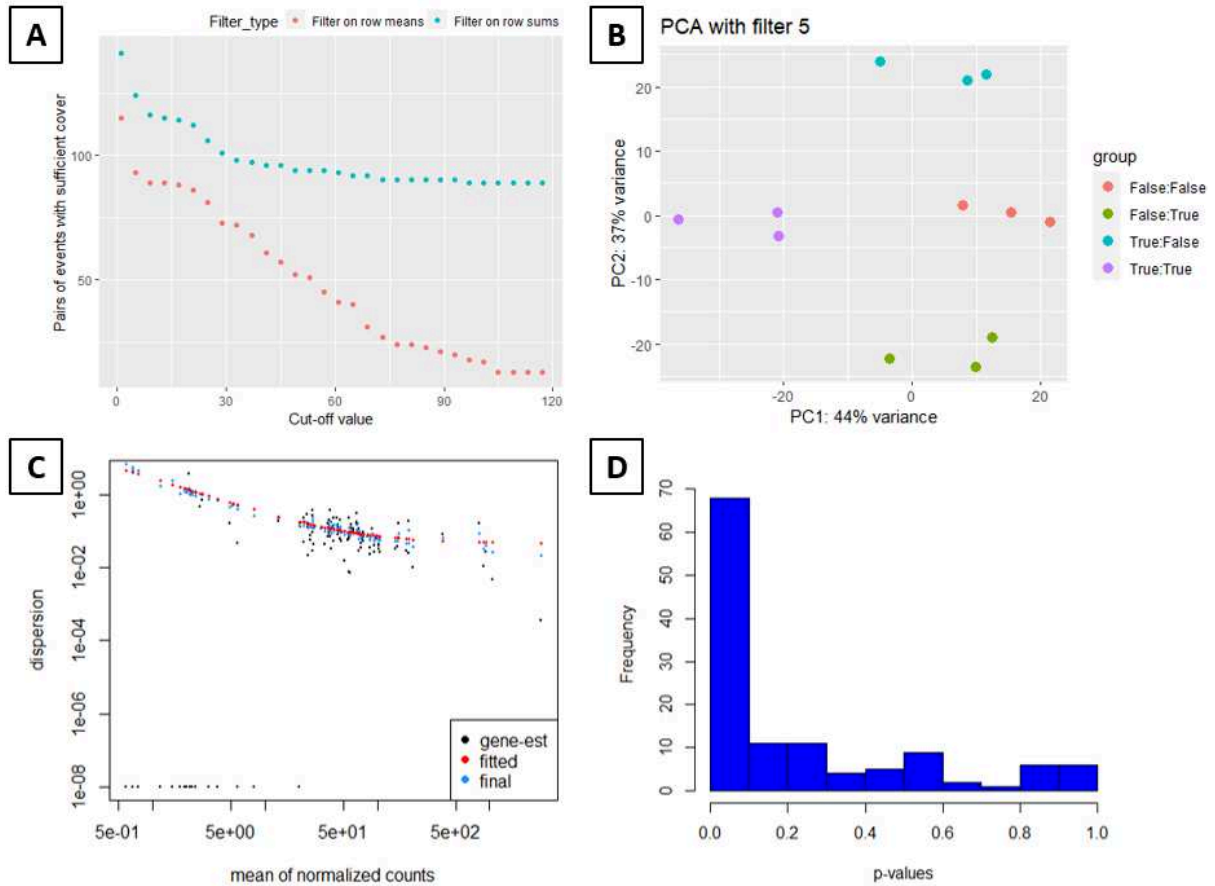 A
Filter_type Filter on row means Filter on row sums
Pairs of events with sufficient cover
100
50
0 30 60 90 120
Cut-off value
B
PCA with filter 5
PC2: 37% variance
20
10
0
-10
-20
-20 0 20
PC1: 44% variance
group
False:False
False:True
True:False
True:True
C
dispersion
1e+00
1e-02
1e-04
1e-06
1e-08
gene-est
fitted
final
5e-01 5e+00 5e+01 5e+02
mean of normalized counts
D
Frequency
70
60
50
40
30
20
10
0
0.0 0.2 0.4 0.6 0.8 1.0
p-values